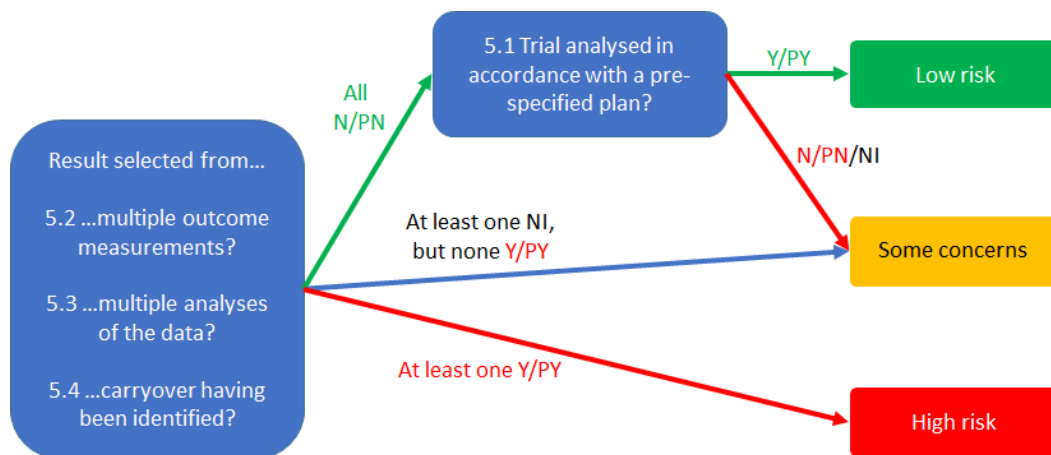 5.1 Trial analysed in
accordance with a pre-
specified plan?
Y/PY
Low risk
All
N/PN
Result selected from...
5.2 ...multiple outcome
measurements?
5.3 ...multiple analyses
of the data?
5.4 ...carryover having
been identified?
N/PN/NI
At least one NI,
but none Y/PY
Some concerns
At least one Y/PY
High risk